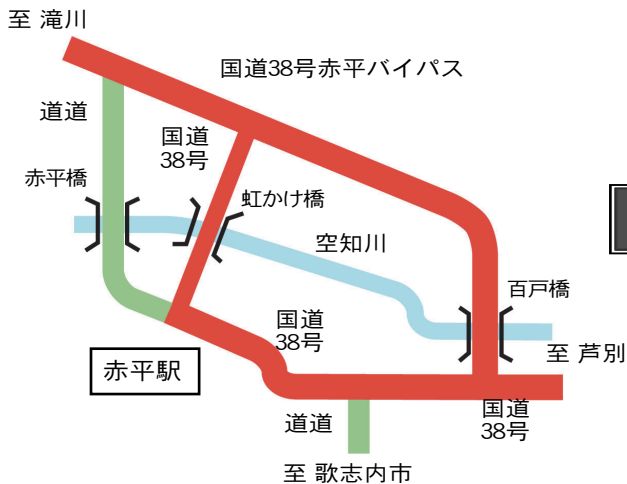 至 滝川
国道38号赤平バイパス
道道
国道
38号
赤平橋
虹かけ橋
空知川
百戸橋
国道
38号
至 芦別
赤平駅
国道
38号
道道
至 歌志内市